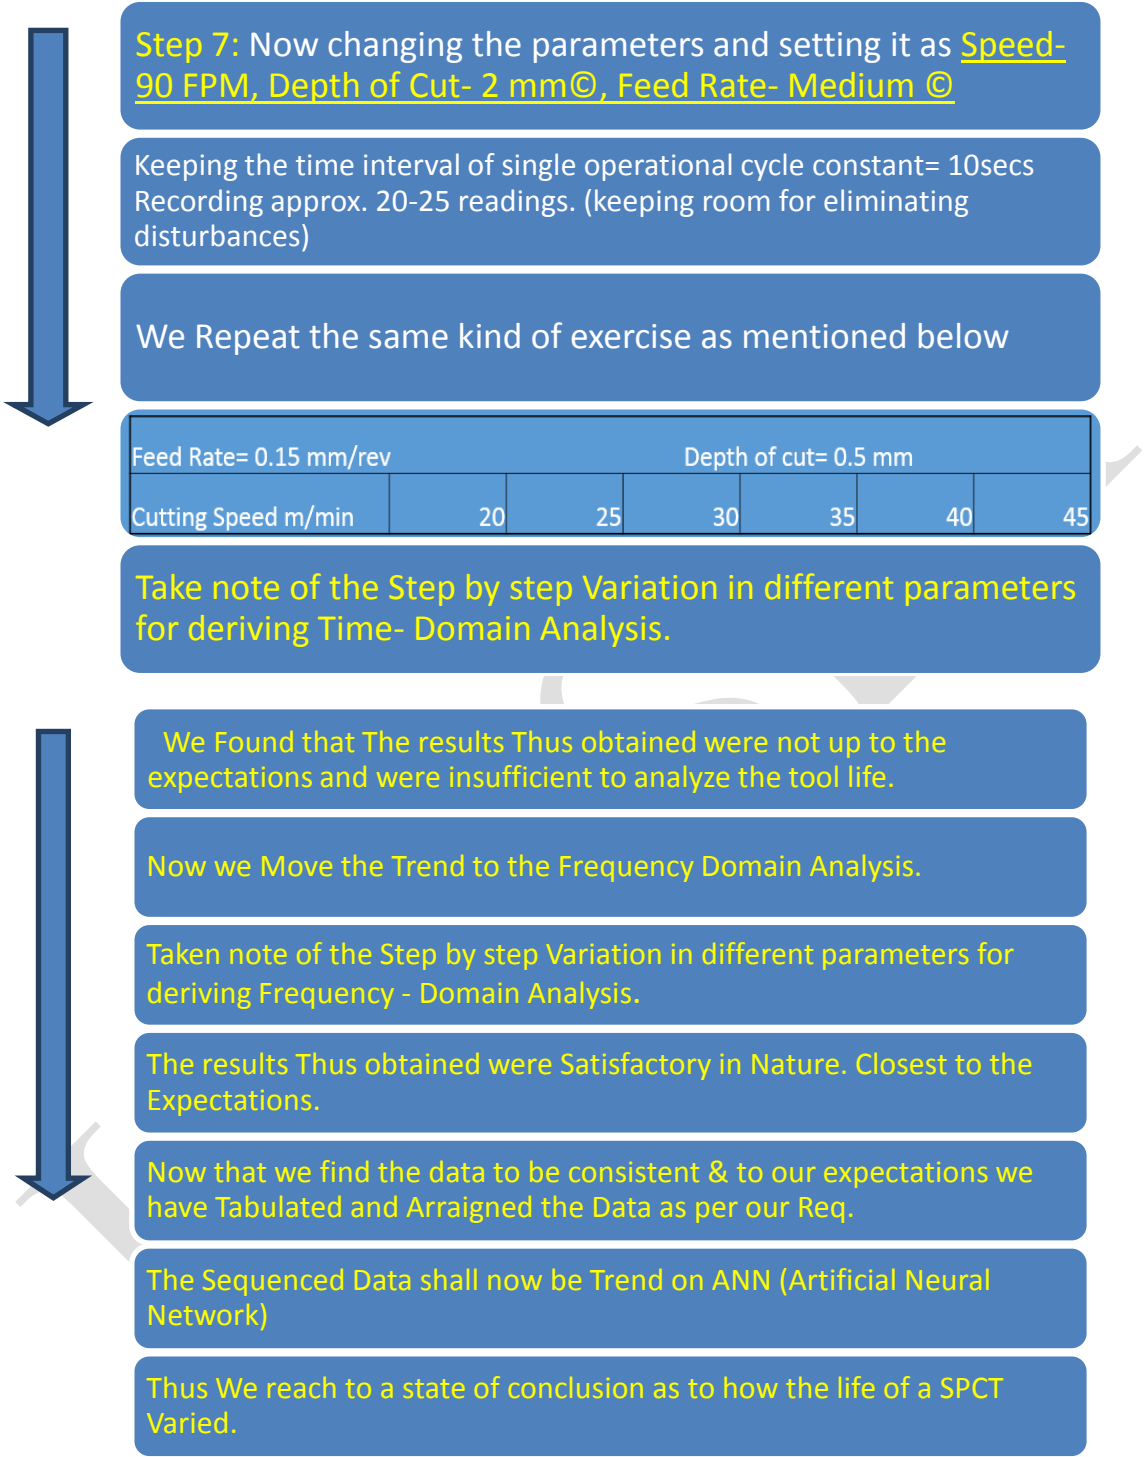 Step 7: Now changing the parameters and setting it as Speed-
90 FPM, Depth of Cut- 2 mm©, Feed Rate- Medium ©
Keeping the time interval of single operational cycle constant= 10secs
Recording approx. 20-25 readings. (keeping room for eliminating
disturbances)
We Repeat the same kind of exercise as mentioned below
Feed Rate= 0.15 mm/rev Depth of cut= 0.5 mm
Cutting Speed m/min 20 25 30 35 40 45
Take note of the Step by step Variation in different parameters
for deriving Time- Domain Analysis.
We Found that The results Thus obtained were not up to the
expectations and were insufficient to analyze the tool life.
Now we Move the Trend to the Frequency Domain Analysis.
Taken note of the Step by step Variation in different parameters for
deriving Frequency - Domain Analysis.
The results Thus obtained were Satisfactory in Nature. Closest to the
Expectations.
Now that we find the data to be consistent & to our expectations we
have Tabulated and Arraigned the Data as per our Req.
The Sequenced Data shall now be Trend on ANN (Artificial Neural
Network)
Thus We reach to a state of conclusion as to how the life of a SPCT
Varied.